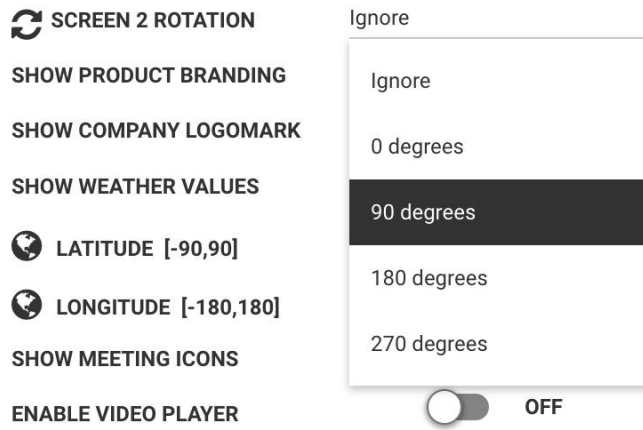 SCREEN 2 ROTATION Ignore
SHOW PRODUCT BRANDING Ignore
SHOW COMPANY LOGOMARK 0 degrees
SHOW WEATHER VALUES 90 degrees
LATITUDE [-90,90]
180 degrees
LONGITUDE [-180,180]
270 degrees
SHOW MEETING ICONS
ENABLE VIDEO PLAYER OFF